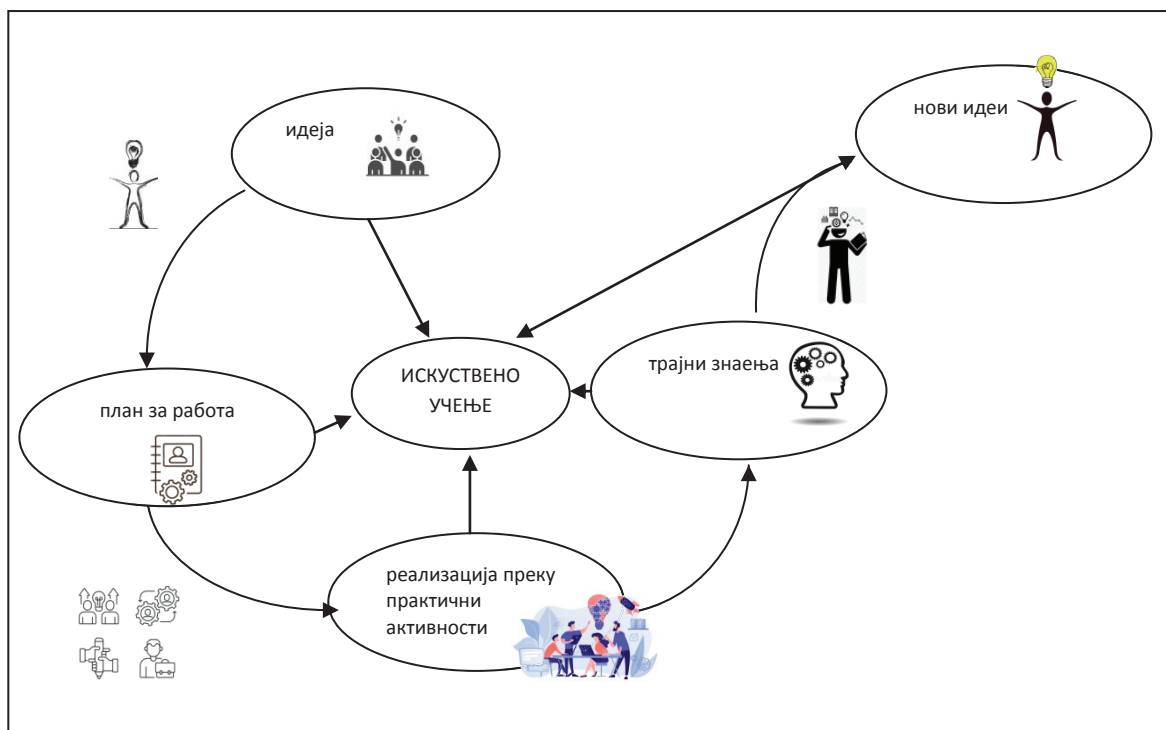 идеја
нови идеи
трајни знаења
ИСКУСТВЕНО
УЧЕЊЕ
план за работа
реализација преку
практични
активности